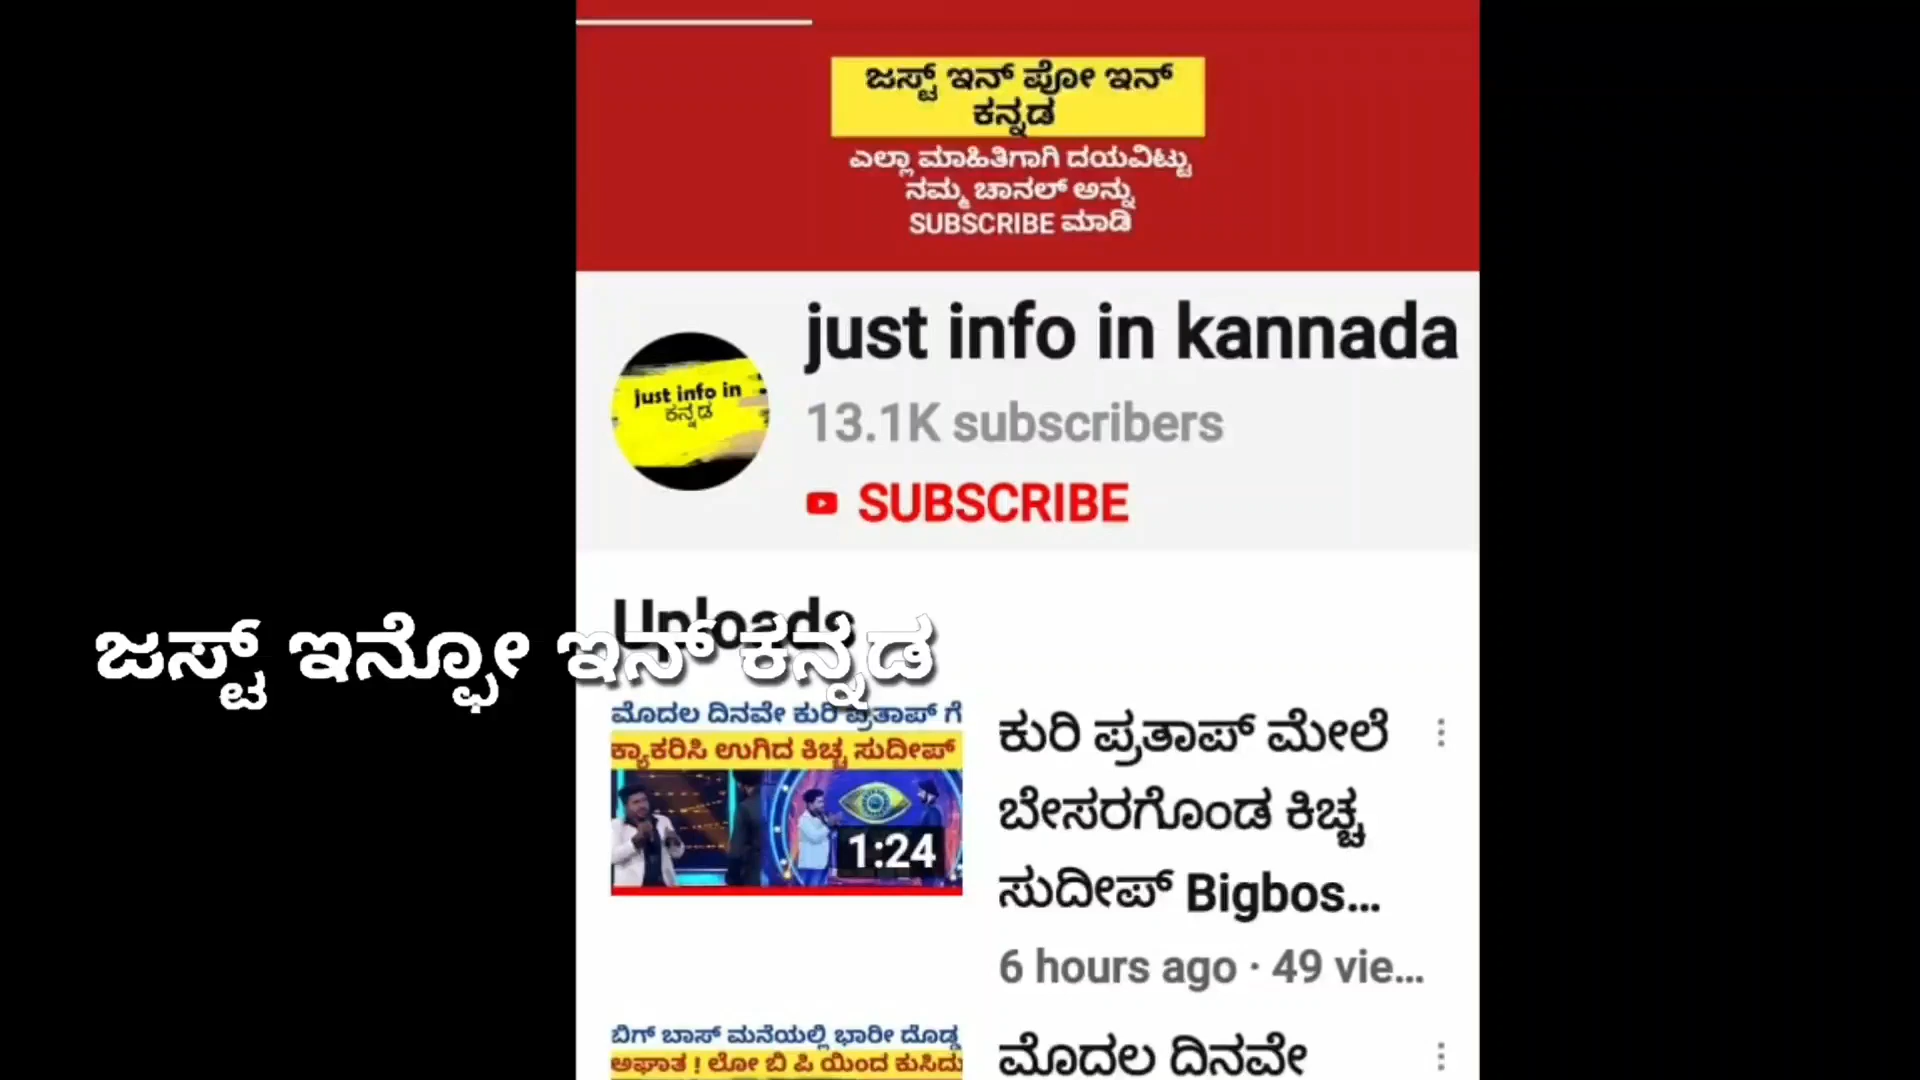 ಜಸ್ಟ್ ಇನ್ ಪೋ ಇನ್
ಕನ್ನಡ
ಎಲ್ಲಾ ಮಾಹಿತಿಗಾಗಿ ದಯವಿಟ್ಟು
ನಮ್ಮ ಚಾನಲ್ ಅನ್ನು
SUBSCRIBE ಮಾಡಿ
just info in kannada
just info in
ಕನ್ನಡ
13.1K subscribers
SUBSCRIBE
Uploads
ಜಸ್ಟ್ ಇನ್ಫೋ ಇನ್ ಕನ್ನಡ
ಮೊದಲ ದಿನವೇ ಕುರಿ ಪ್ರತಾಪ್ ಗೆ
ಕ್ಯಾಕರಿಸಿ ಉಗಿದ ಕಿಚ್ಚ ಸುದೀಪ್
1:24
ಕುರಿ ಪ್ರತಾಪ್ ಮೇಲೆ
ಬೇಸರಗೊಂಡ ಕಿಚ್ಚ
ಸುದೀಪ್ Bigbos...
6 hours ago · 49 vie...
ಬಿಗ್ ಬಾಸ್ ಮನೆಯಲ್ಲಿ ಭಾರೀ ದೊಡ್ಡ
ಅಘಾತ ! ಲೋ ಬಿ ಪಿ ಯಿಂದ ಕುಸಿದು
ಮೊದಲ ದಿನವೇ